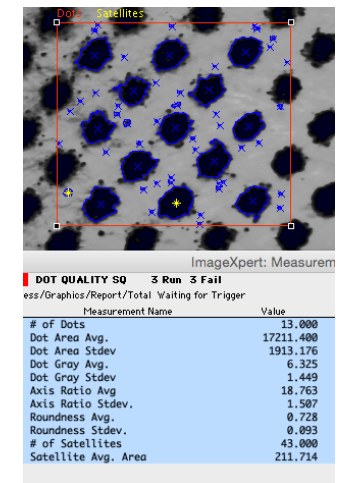 Dot Satellites
ImageXpert: Measurem
DOT QUALITY SQ 3 Run 3 Fail
ess/Graphics/Report/Total Waiting for Trigger
Measurement Name Value
# of Dots 13.000
Dot Area Avg. 17211.400
Dot Area Stdev 1913.176
Dot Gray Avg. 6.325
Dot Gray Stdev 1.449
Axis Ratio Avg 18.763
Axis Ratio Stdev. 1.507
Roundness Avg. 0.728
Roundness Stdev. 0.093
# of Satellites 43.000
Satellite Avg. Area 211.714